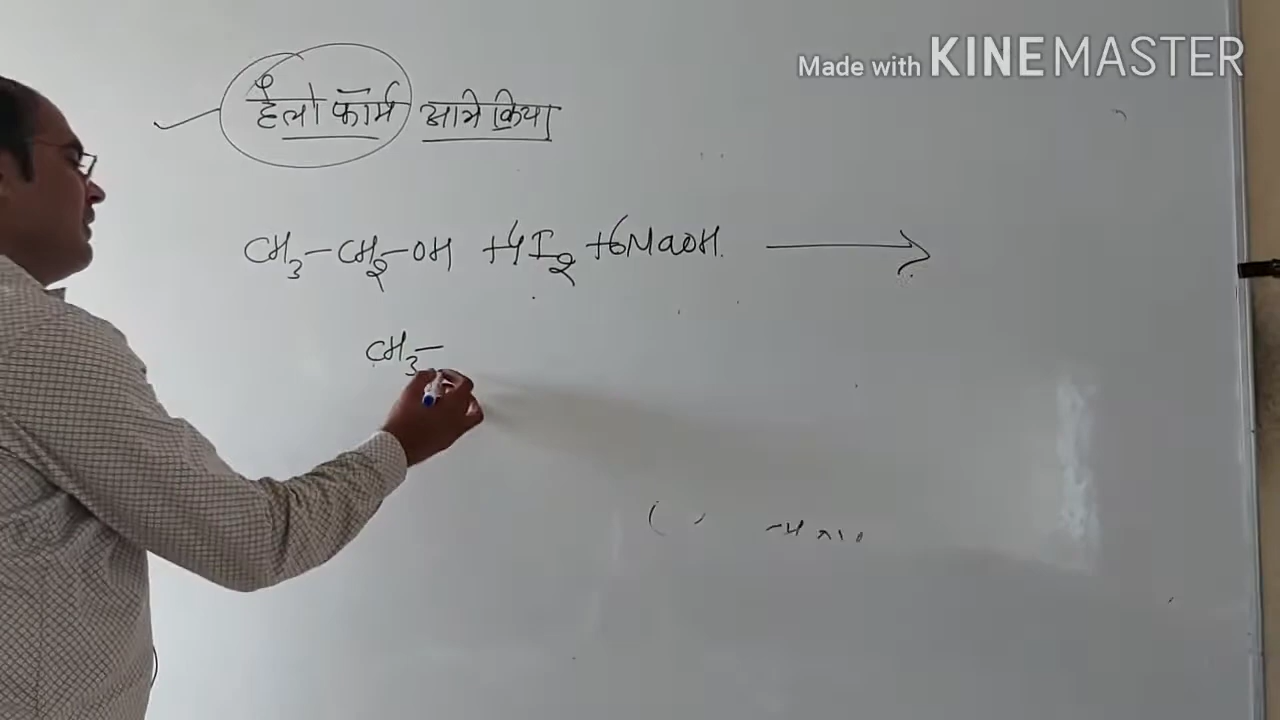 Made with KINEMASTER
हैलो फॉर्म अभिक्रिया
CH3-CH2-OH +4I2 +6NaOH
CH3-